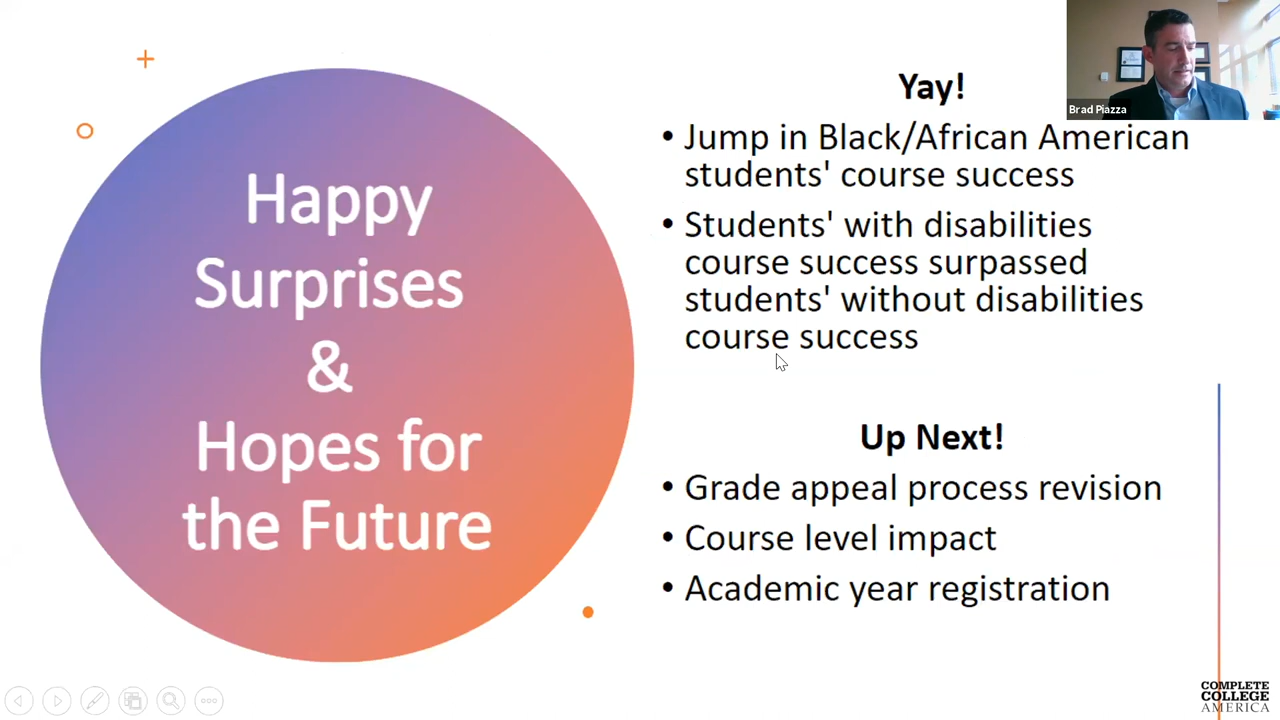 Happy
Surprises
&
Hopes for
the Future
Yay!
• Jump in Black/African American
students' course success
• Students' with disabilities
course success surpassed
students' without disabilities
course success
Up Next!
• Grade appeal process revision
• Course level impact
• Academic year registration
Brad Piazza
COMPLETE
COLLEGE
AMERICA